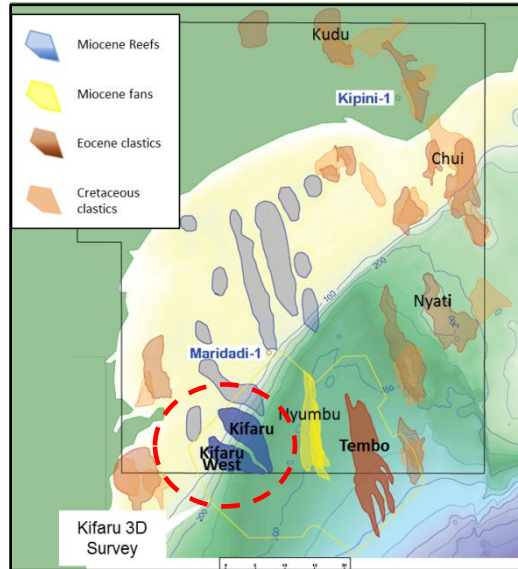 Miocene Reefs
Miocene fans
Eocene clastics
Cretaceous
clastics
Kudu
Kipini-1
Chui
200
100
Nyati
Maridadi-1
Nyumbu
Kifaru
Kifaru
West
Tembo
200
Kifaru 3D
Survey